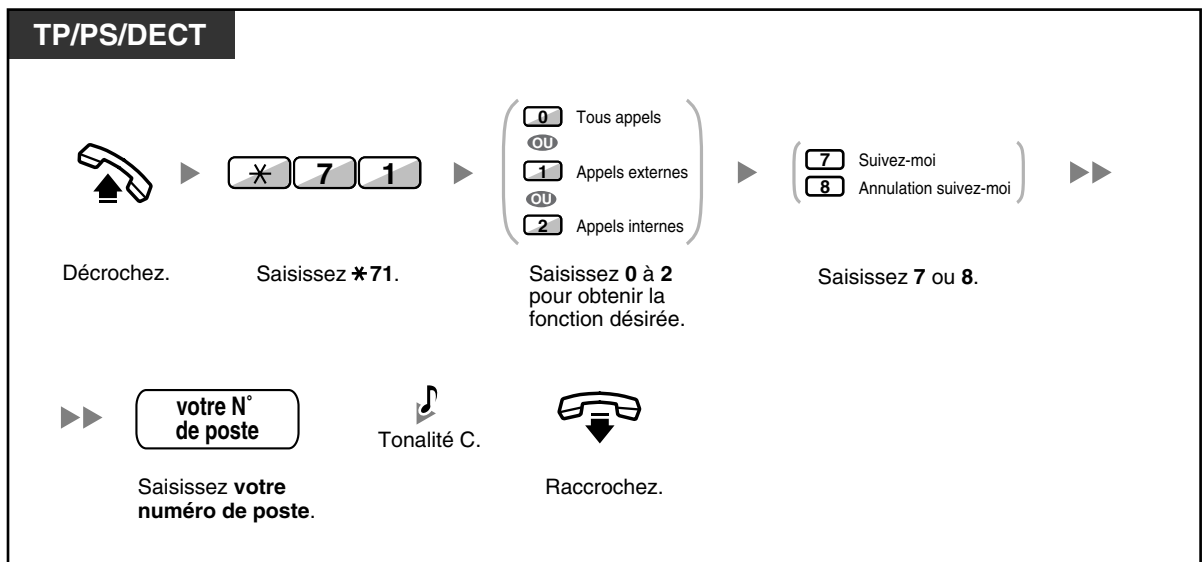 TP/PS/DECT
0 Tous appels
OU
1 Appels externes
OU
2 Appels internes
7 1
7 Suivez-moi
8 Annulation suivez-moi
Décrochez.
Saisissez *71.
Saisissez 0 à 2
pour obtenir la
fonction désirée.
Saisissez 7 ou 8.
votre N°
de poste
Tonalité C.
Saisissez votre
numéro de poste.
Raccrochez.